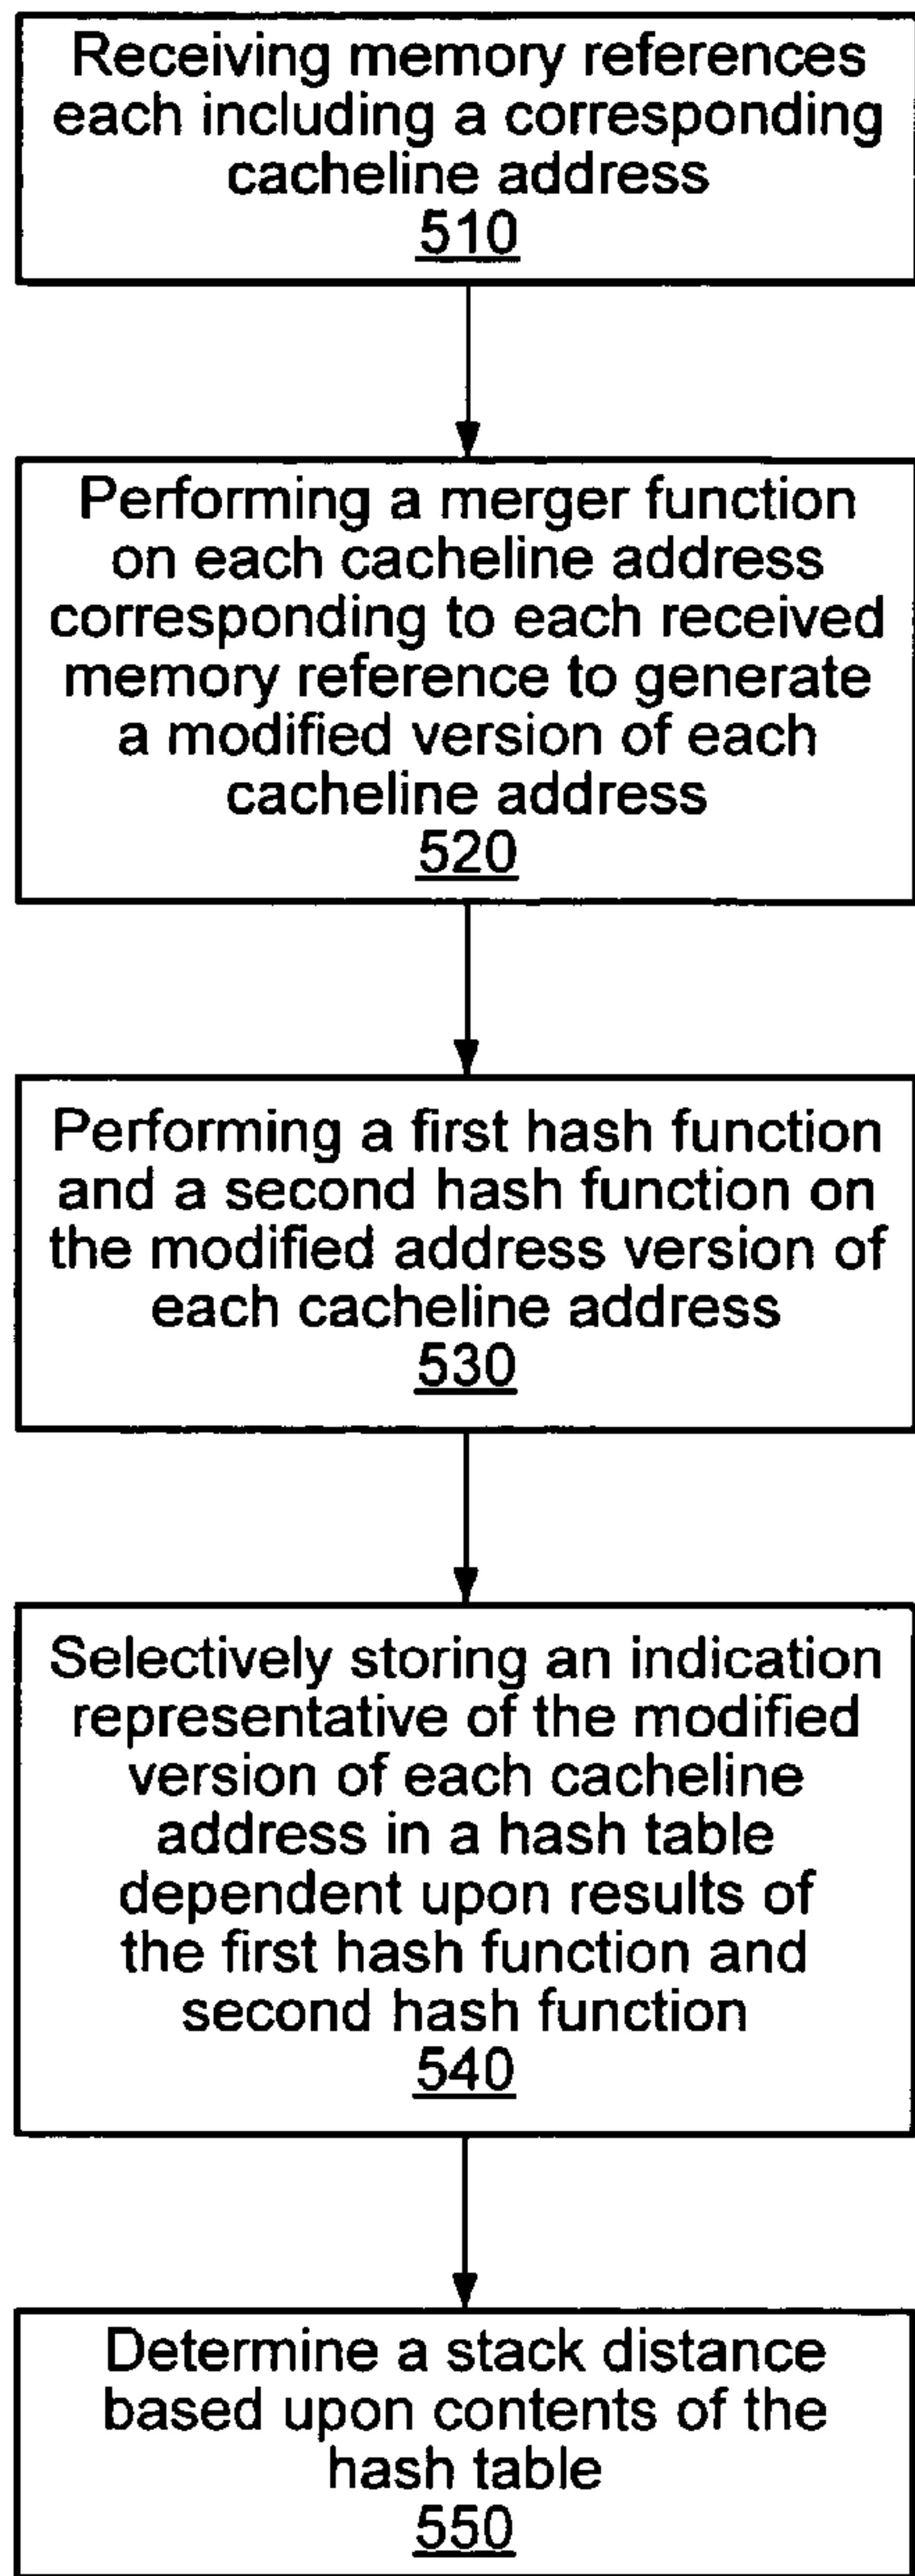 Receiving memory references
each including a corresponding
cacheline address
510
Performing a merger function
on each cacheline address
corresponding to each received
memory reference to generate
a modified version of each
cacheline address
520
Performing a first hash function
and a second hash function on
the modified address version of
each cacheline address
530
Selectively storing an indication
representative of the modified
version of each cacheline
address in a hash table
dependent upon results of
the first hash function and
second hash function
540
Determine a stack distance
based upon contents of the
hash table
550